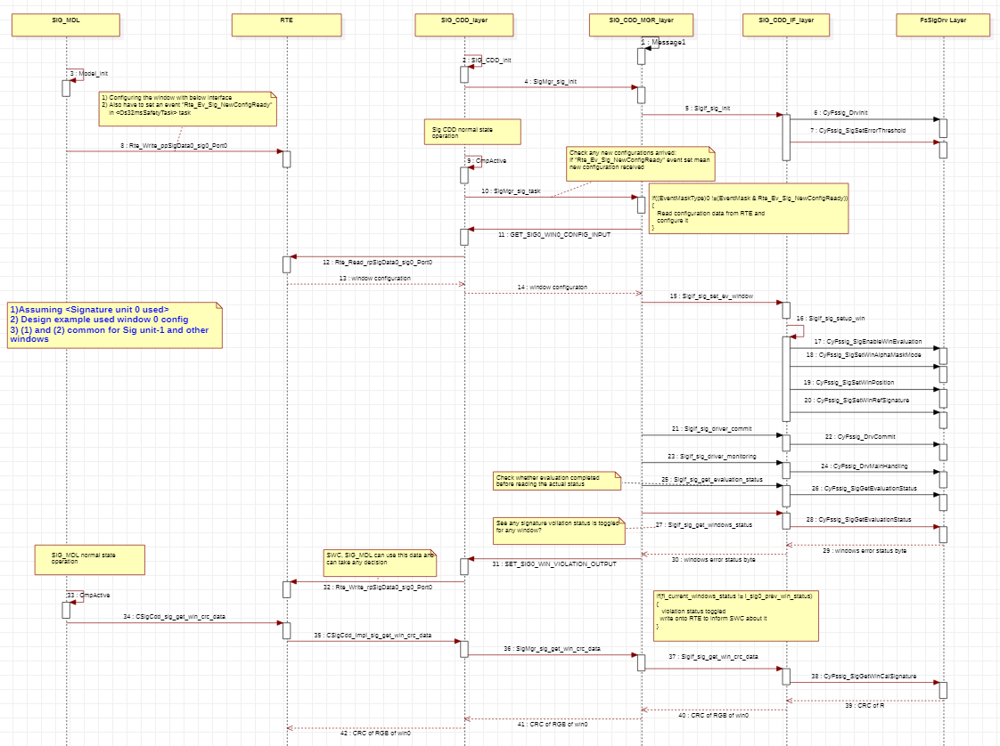 SIG_MDL
RTE
SIG_CDD_layer
SIG_CDD_MGR_layer
SIG_CDD_IF_layer
FsSigDrv Layer
1 : Message1
2 : SIG_CDD_init
3 : Model_init
4 : SigMgr_sig_init
1) Configuring the window with below interface
2) Also have to set an event "Rte_Ev_Sig_NewConfigReady"
in <Os32msSafetyTask> task
5 : SigIf_sig_init
6 : CyFssig_DrvInit
7 : CyFssig_SigSetErrorThreshold
Sig CDD normal state
operation
8 : Rte_Write_ppSigData0_sig0_Port0
Check any new configurations arrived:
if "Rte_Ev_Sig_NewConfigReady" event set mean
new configuration received
9 : CmpActive
10 : SigMgr_sig_task
if((EventMaskType)0 !=(EventMask & Rte_Ev_Sig_NewConfigReady))
{
Read configuration data from RTE and
configure it
}
11 : GET_SIG0_WIN0_CONFIG_INPUT
12 : Rte_Read_rpSigData0_sig0_Port0
13 : window configuration
14 : window configuraton
15 : SigIf_sig_set_ev_window
1)Assuming <Signature unit 0 used>
2) Design example used window 0 config
3) (1) and (2) common for Sig unit-1 and other
windows
16 : SigIf_sig_setup_win
17 : CyFssig_SigEnableWinEvaluation
18 : CyFssig_SigSetWinAlphaMaskMode
19 : CyFssig_SigSetWinPosition
20 : CyFssig_SigSetWinRefSignature
21 : SigIf_sig_driver_commit
22 : CyFssig_DrvCommit
23 : SigIf_sig_driver_monitoring
24 : CyFssig_DrvMainHandling
Check whether evaluation completed
before reading the actual status
25 : SigIf_sig_get_evaluation_status
26 : CyFssig_SigGetEvaluationStatus
See any signature voilation status is toggled
for any window?
27 : SigIf_sig_get_windows_status
28 : CyFssig_SigGetEvaluationStatus
29 : windows error status byte
30 : windows error status byte
SIG_MDL normal state
operation
SWC, SIG_MDL can use this data and
can take any decision
31 : SET_SIG0_WIN_VIOLATION_OUTPUT
32 : Rte_Write_rpSigData0_sig0_Port0
33 : CmpActive
if(fl_current_windows_status != l_sig0_prev_win_status)
{
violation status toggled
write onto RTE to inform SWC about it
}
34 : CSigCdd_sig_get_win_crc_data
35 : CSigCdd_Impl_sig_get_win_crc_data
36 : SigMgr_sig_get_win_crc_data
37 : SigIf_sig_get_win_crc_data
38 : CyFssig_SigGetWinCalSignature
39 : CRC of R
40 : CRC of RGB of win0
41 : CRC of RGB of win0
42 : CRC of RGB of win0